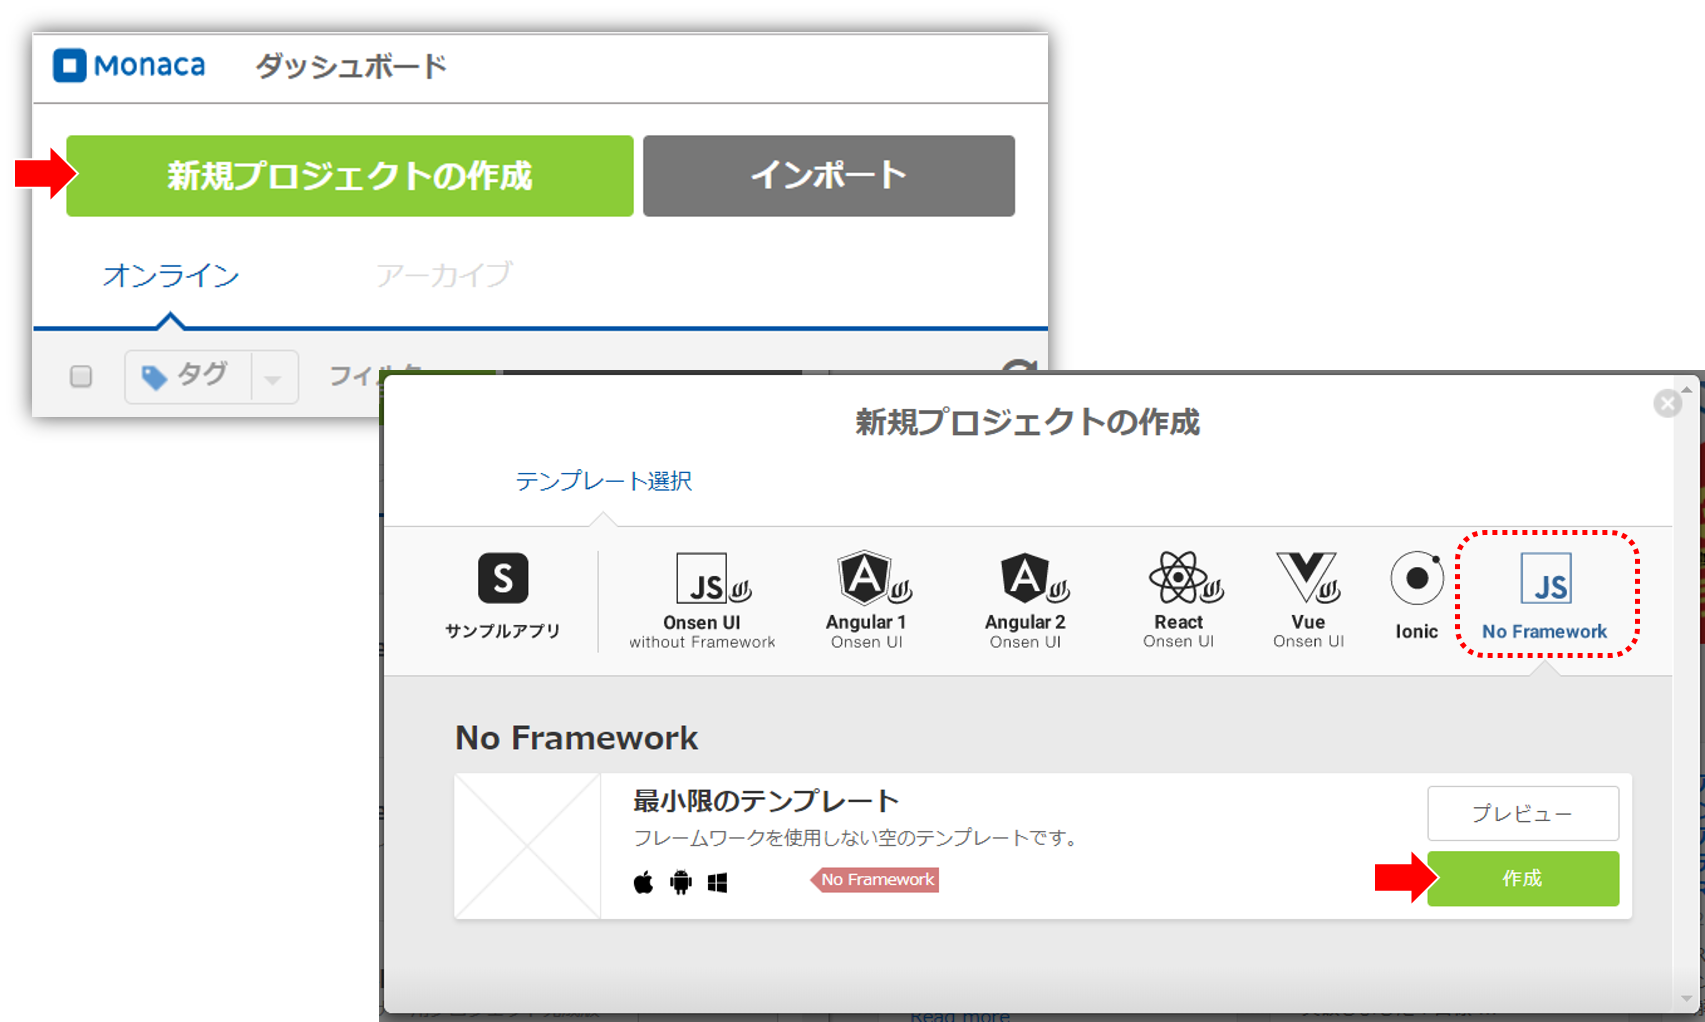 Monaca ダッシュボード
新規プロジェクトの作成 インポート
オンライン アーカイブ
タグ
新規プロジェクトの作成
テンプレート選択
S JS A A JS
サンプルアプリ Onsen UI Angular 1 Angular 2 React Vue Ionic No Framework
without Framework Onsen UI Onsen UI Onsen UI Onsen UI
No Framework
最小限のテンプレート
プレビュー
フレームワークを使用しない空のテンプレートです。
No Framework
作成
Read more